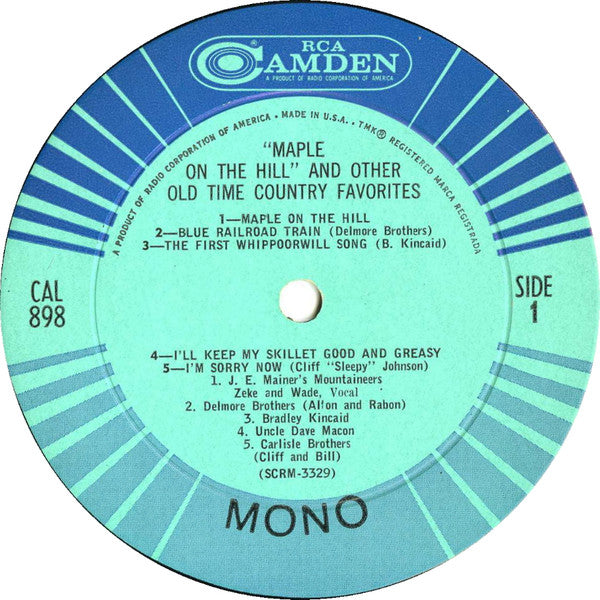 RCA
CAMDEN
A PRODUCT OF RADIO CORPORATION OF AMERICA
A PRODUCT OF RADIO CORPORATION OF AMERICA • MADE IN U.S.A. • TMK® REGISTERED MARCA REGISTRADA
"MAPLE
ON THE HILL" AND OTHER
OLD TIME COUNTRY FAVORITES
1—MAPLE ON THE HILL
2—BLUE RAILROAD TRAIN (Delmore Brothers)
3—THE FIRST WHIPPOORWILL SONG (B. Kincaid)
CAL
898
SIDE
1
4—I'LL KEEP MY SKILLET GOOD AND GREASY
5—I'M SORRY NOW (Cliff "Sleepy" Johnson)
1. J. E. Mainer's Mountaineers
Zeke and Wade, Vocal
2. Delmore Brothers (Alton and Rabon)
3. Bradley Kincaid
4. Uncle Dave Macon
5. Carlisle Brothers
(Cliff and Bill)
(SCRM-3329)
MONO